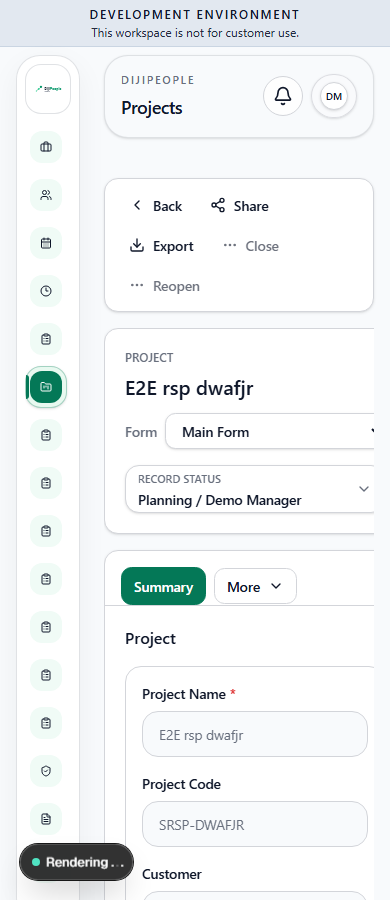 DEVELOPMENT ENVIRONMENT
This workspace is not for customer use.
DIJIPEOPLE
Projects
DM
Back
Share
Export
Close
Reopen
PROJECT
E2E rsp dwafjr
Form
Main Form
RECORD STATUS
Planning / Demo Manager
Summary
More
Project
Project Name *
E2E rsp dwafjr
Project Code
SRSP-DWAFJR
Customer
Rendering ...